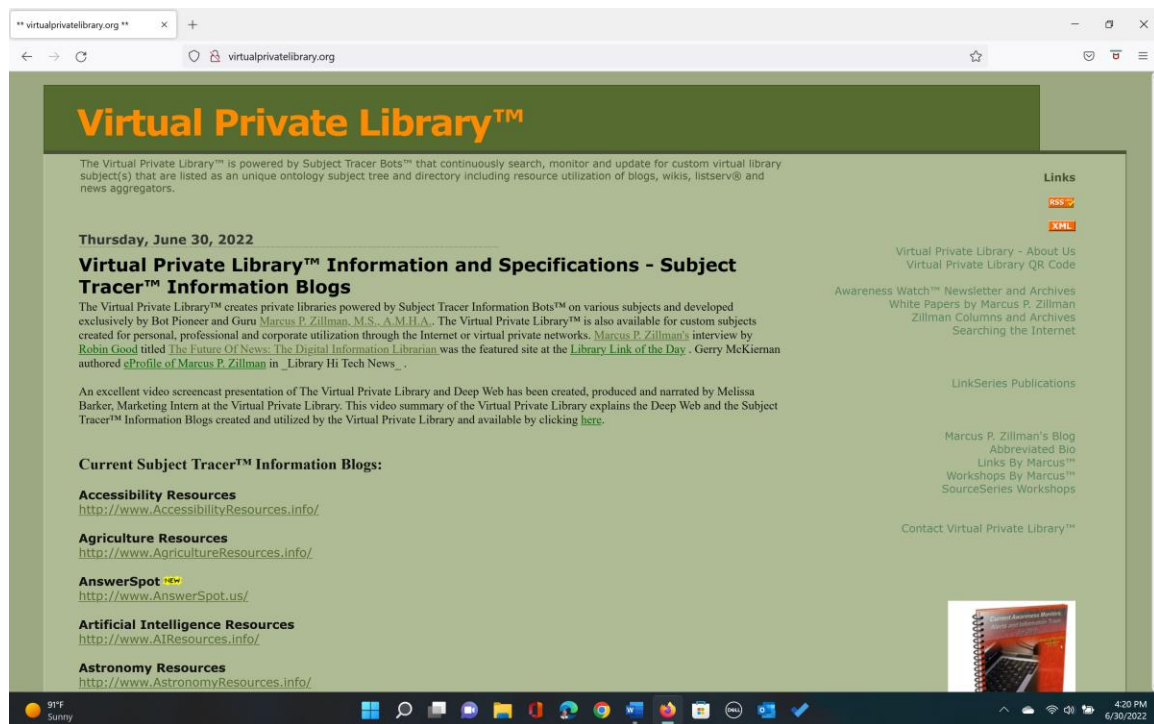 ** virtualprivatelibrary.org **
virtualprivatelibrary.org
Virtual Private Library™
The Virtual Private Library™ is powered by Subject Tracer Bots™ that continuously search, monitor and update for custom virtual library
subject(s) that are listed as an unique ontology subject tree and directory including resource utilization of blogs, wikis, listserv® and
news aggregators.
Thursday, June 30, 2022
Virtual Private Library™ Information and Specifications - Subject
Tracer™ Information Blogs
The Virtual Private Library™ creates private libraries powered by Subject Tracer Information Bots™ on various subjects and developed
exclusively by Bot Pioneer and Guru Marcus P. Zillman, M.S., A.M.H.A.. The Virtual Private Library™ is also available for custom subjects
created for personal, professional and corporate utilization through the Internet or virtual private networks. Marcus P. Zillman's interview by
Robin Good titled The Future Of News: The Digital Information Librarian was the featured site at the Library Link of the Day . Gerry McKiernan
authored eProfile of Marcus P. Zillman in _Library Hi Tech News_ .
An excellent video screencast presentation of The Virtual Private Library and Deep Web has been created, produced and narrated by Melissa
Barker, Marketing Intern at the Virtual Private Library. This video summary of the Virtual Private Library explains the Deep Web and the Subject
Tracer™ Information Blogs created and utilized by the Virtual Private Library and available by clicking here.
Current Subject Tracer™ Information Blogs:
Accessibility Resources
http://www.AccessibilityResources.info/
Agriculture Resources
http://www.AgricultureResources.info/
AnswerSpot NEW
http://www.AnswerSpot.us/
Artificial Intelligence Resources
http://www.AIResources.info/
Astronomy Resources
http://www.AstronomyResources.info/
Links
RSS
XML
Virtual Private Library - About Us
Virtual Private Library QR Code
Awareness Watch™ Newsletter and Archives
White Papers by Marcus P. Zillman
Zillman Columns and Archives
Searching the Internet
LinkSeries Publications
Marcus P. Zillman's Blog
Abbreviated Bio
Links By Marcus™
Workshops By Marcus™
SourceSeries Workshops
Contact Virtual Private Library™
91°F
Sunny
DELL
4:20 PM
6/30/2022